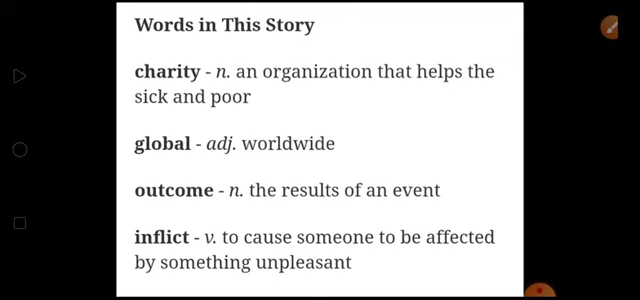 Words in This Story
charity - n. an organization that helps the
sick and poor
global - adj. worldwide
outcome - n. the results of an event
inflict - v. to cause someone to be affected
by something unpleasant